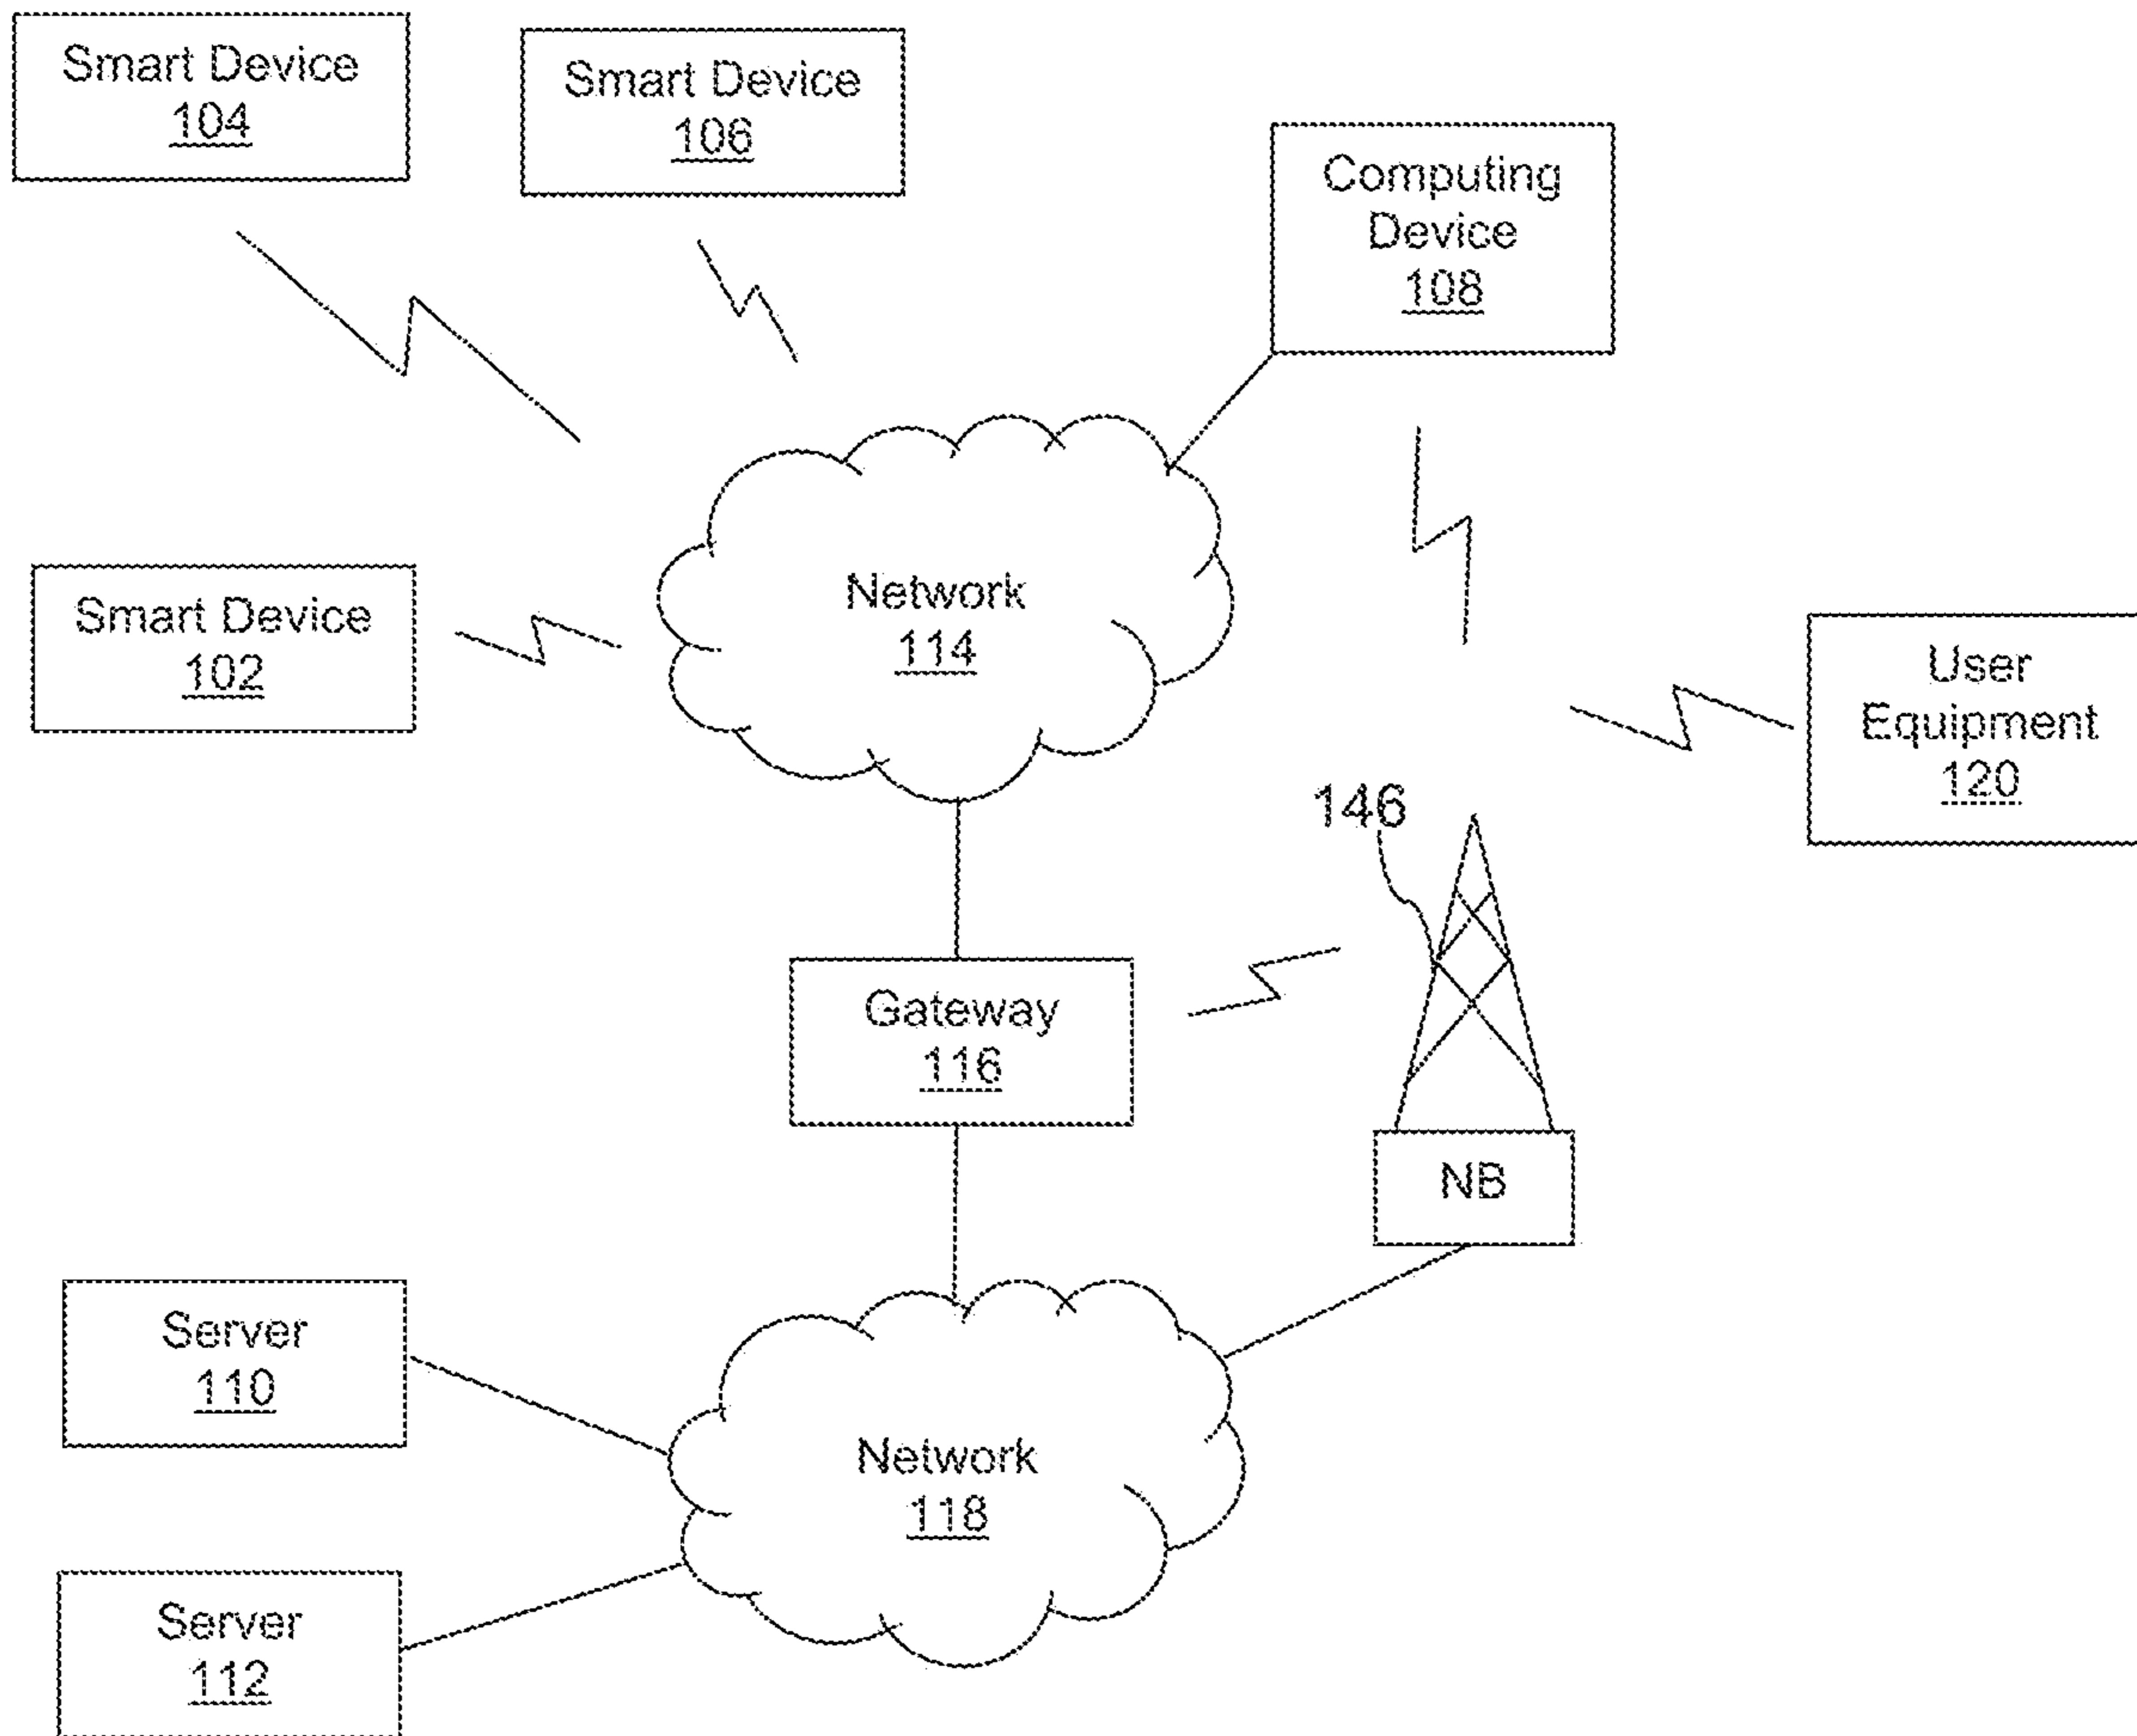 Smart Device
104
Smart Device
106
Computing
Device
108
Network
114
Smart Device
102
User
Equipment
120
146
Gateway
116
NB
Server
110
Network
118
Server
112